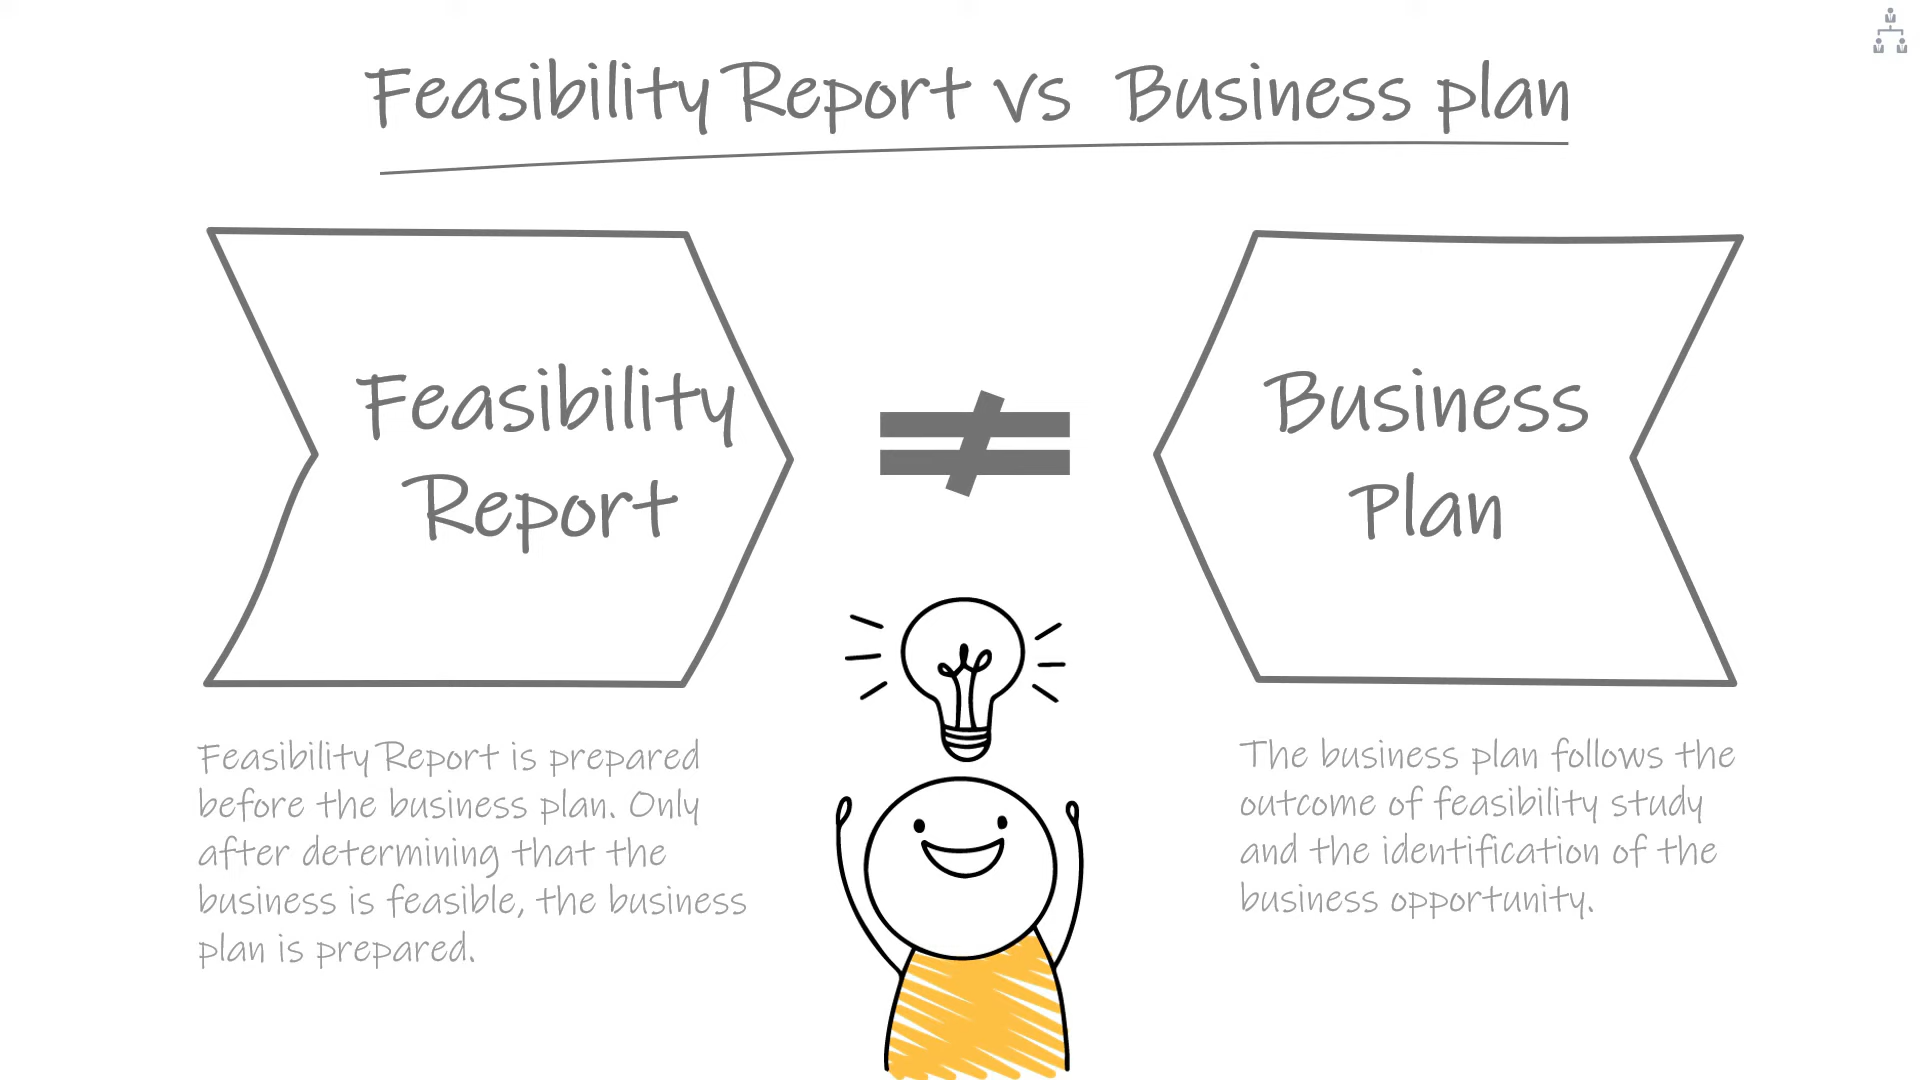 Feasibility Report vs Business plan
Feasibility
Report
Business
Plan
Feasibility Report is prepared
before the business plan. Only
after determining that the
business is feasible, the business
plan is prepared.
The business plan follows the
outcome of feasibility study
and the identification of the
business opportunity.